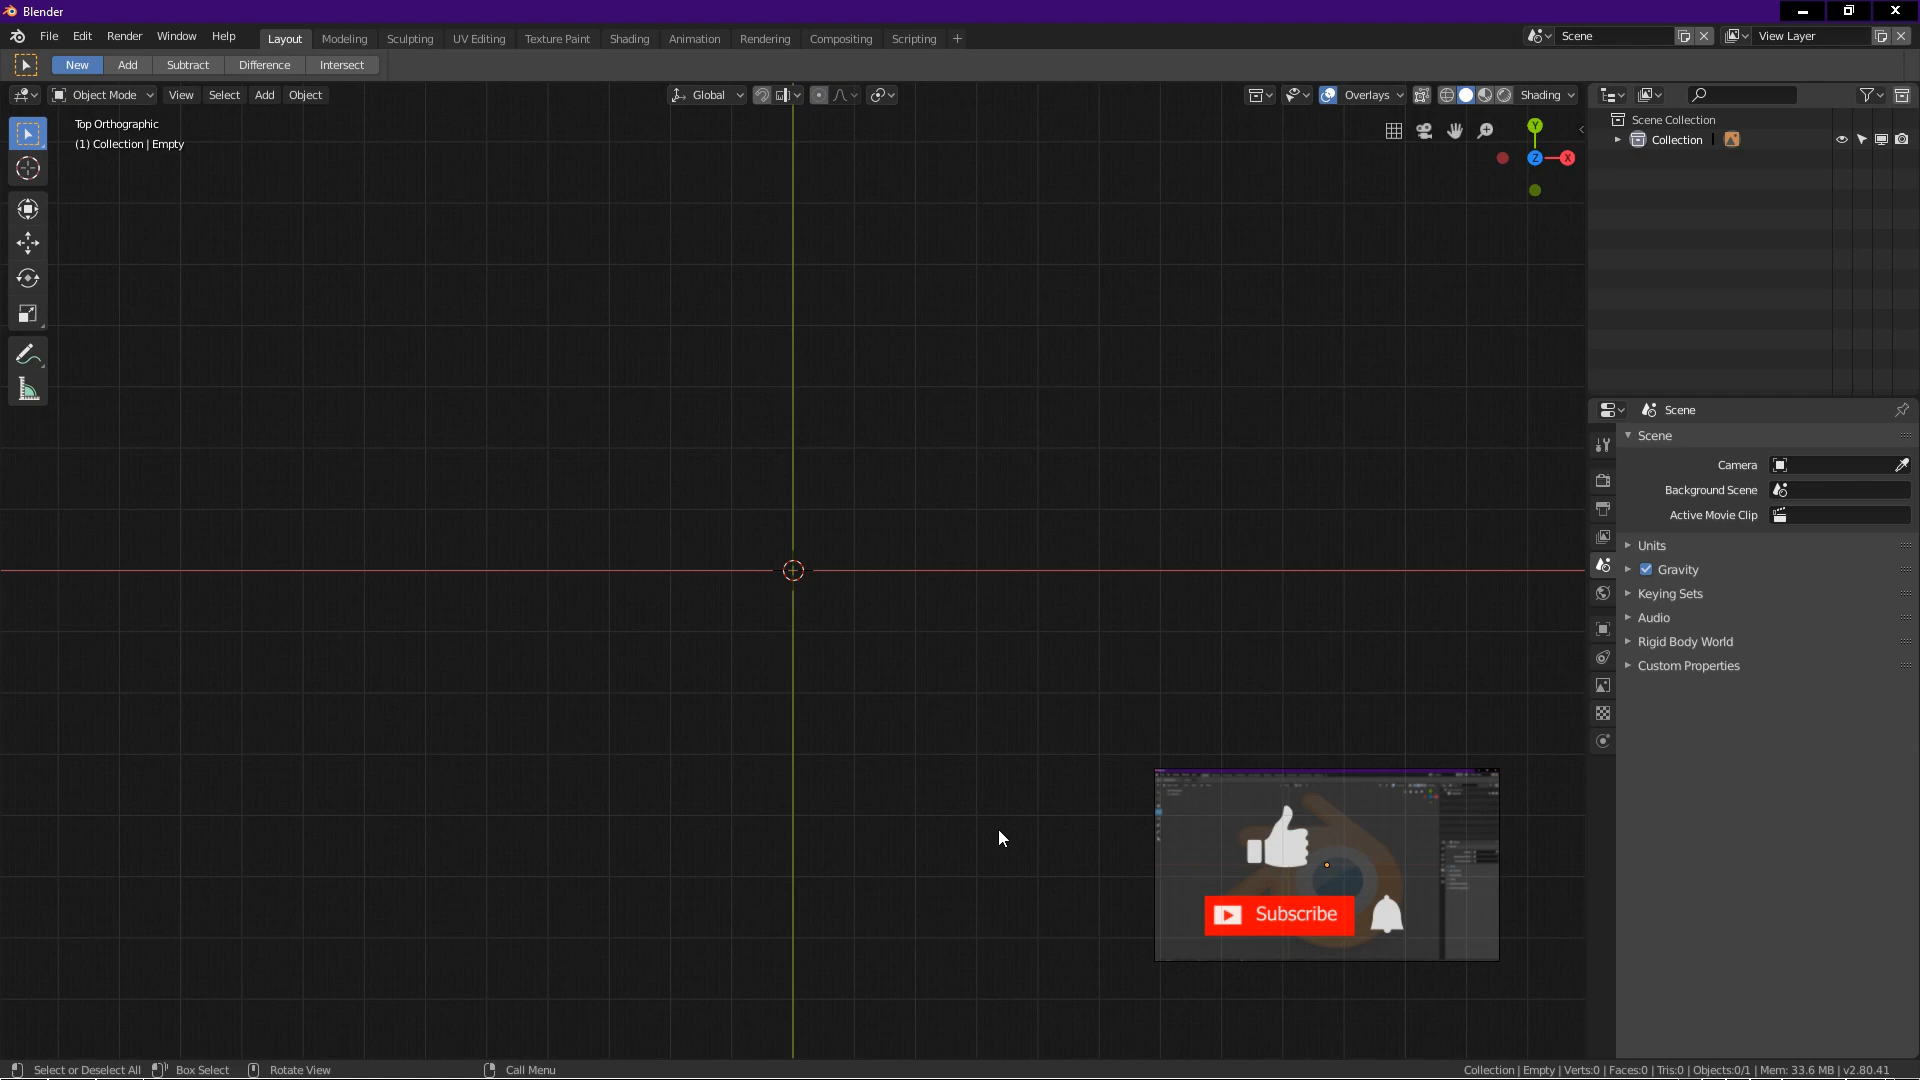 Blender
File Edit Render Window Help Layout Modeling Sculpting UV Editing Texture Paint Shading Animation Rendering Compositing Scripting + Scene View Layer
New Add Subtract Difference Intersect
Object Mode View Select Add Object Global Overlays Shading
Top Orthographic
(1) Collection | Empty
Y
Z X
Scene Collection
Collection
Scene
Scene
Camera
Background Scene
Active Movie Clip
Units
Gravity
Keying Sets
Audio
Rigid Body World
Custom Properties
Subscribe
Select or Deselect All Box Select Rotate View Call Menu Collection | Empty | Verts:0 | Faces:0 | Tris:0 | Objects:0/1 | Mem: 33.6 MB | v2.80.41